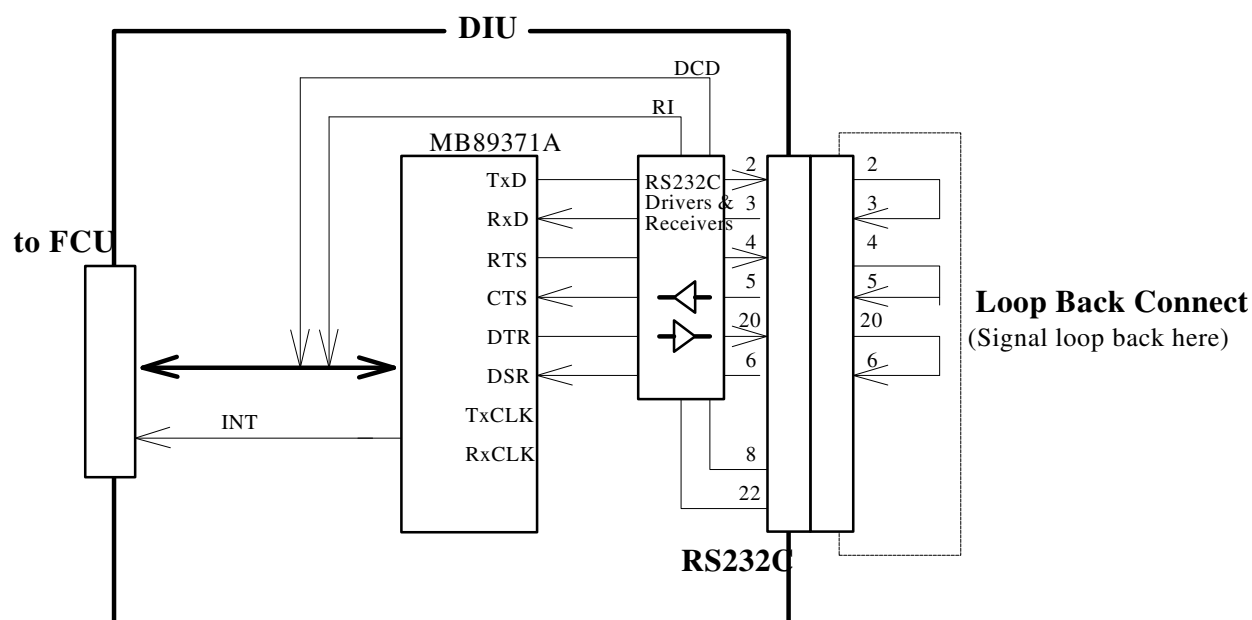 DIU
DCD
RI
MB89371A
TxD
RS232C
Drivers &
Receivers
2
2
RxD
3
3
to FCU
RTS
4
4
CTS
5
5
Loop Back Connect
DTR
20
20
(Signal loop back here)
DSR
6
6
INT
TxCLK
RxCLK
8
22
RS232C